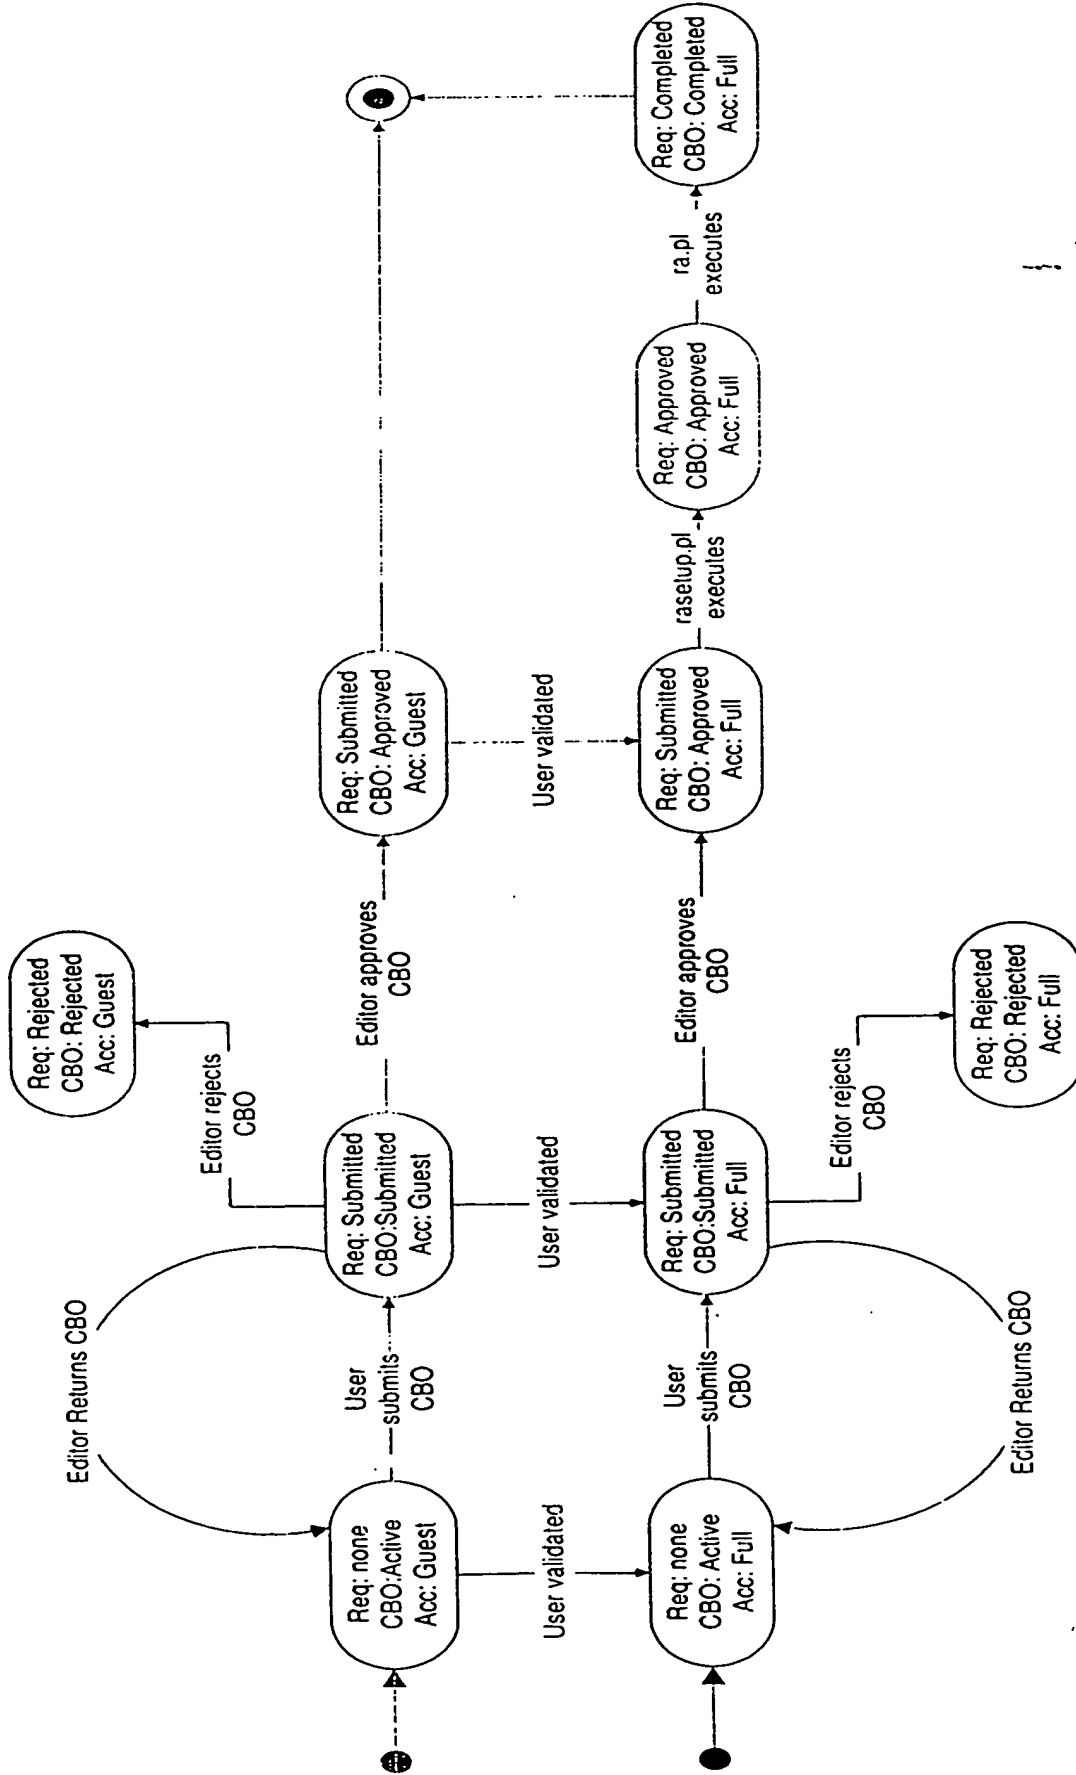 Req: Rejected
CBO: Rejected
Acc: Guest
Editor Returns CBO
Editor rejects
CBO
Req: none
CBO:Active
Acc: Guest
User
submits
CBO
Req: Submitted
CBO:Submitted
Acc: Guest
Editor approves
CBO
Req: Submitted
CBO: Approved
Acc: Guest
User validated
User validated
User validated
Req: none
CBO: Active
Acc: Full
User
submits
CBO
Req: Submitted
CBO:Submitted
Acc: Full
Editor approves
CBO
Req: Submitted
CBO: Approved
Acc: Full
rasetup.pl
executes
Req: Approved
CBO: Approved
Acc: Full
ra.pl
executes
Req: Completed
CBO: Completed
Acc: Full
Editor Returns CBO
Editor rejects
CBO
Req: Rejected
CBO: Rejected
Acc: Full